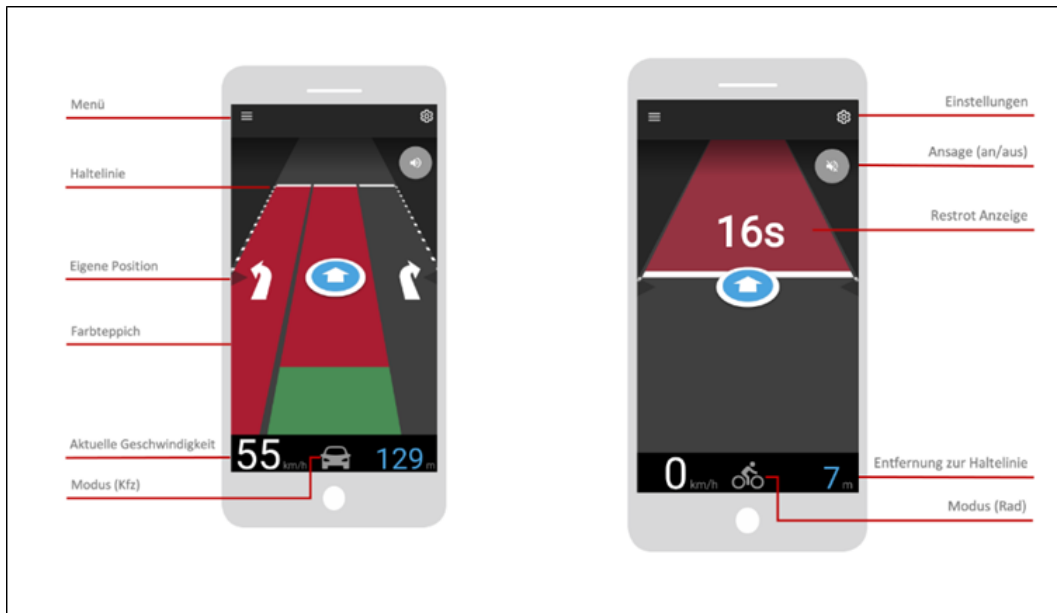 Menü
Haltelinie
Eigene Position
Farbteppich
Aktuelle Geschwindigkeit
Modus (Kfz)
55 km/h
129 m
Einstellungen
Ansage (an/aus)
Restrot Anzeige
16s
Entfernung zur Haltelinie
0 km/h
7 m
Modus (Rad)